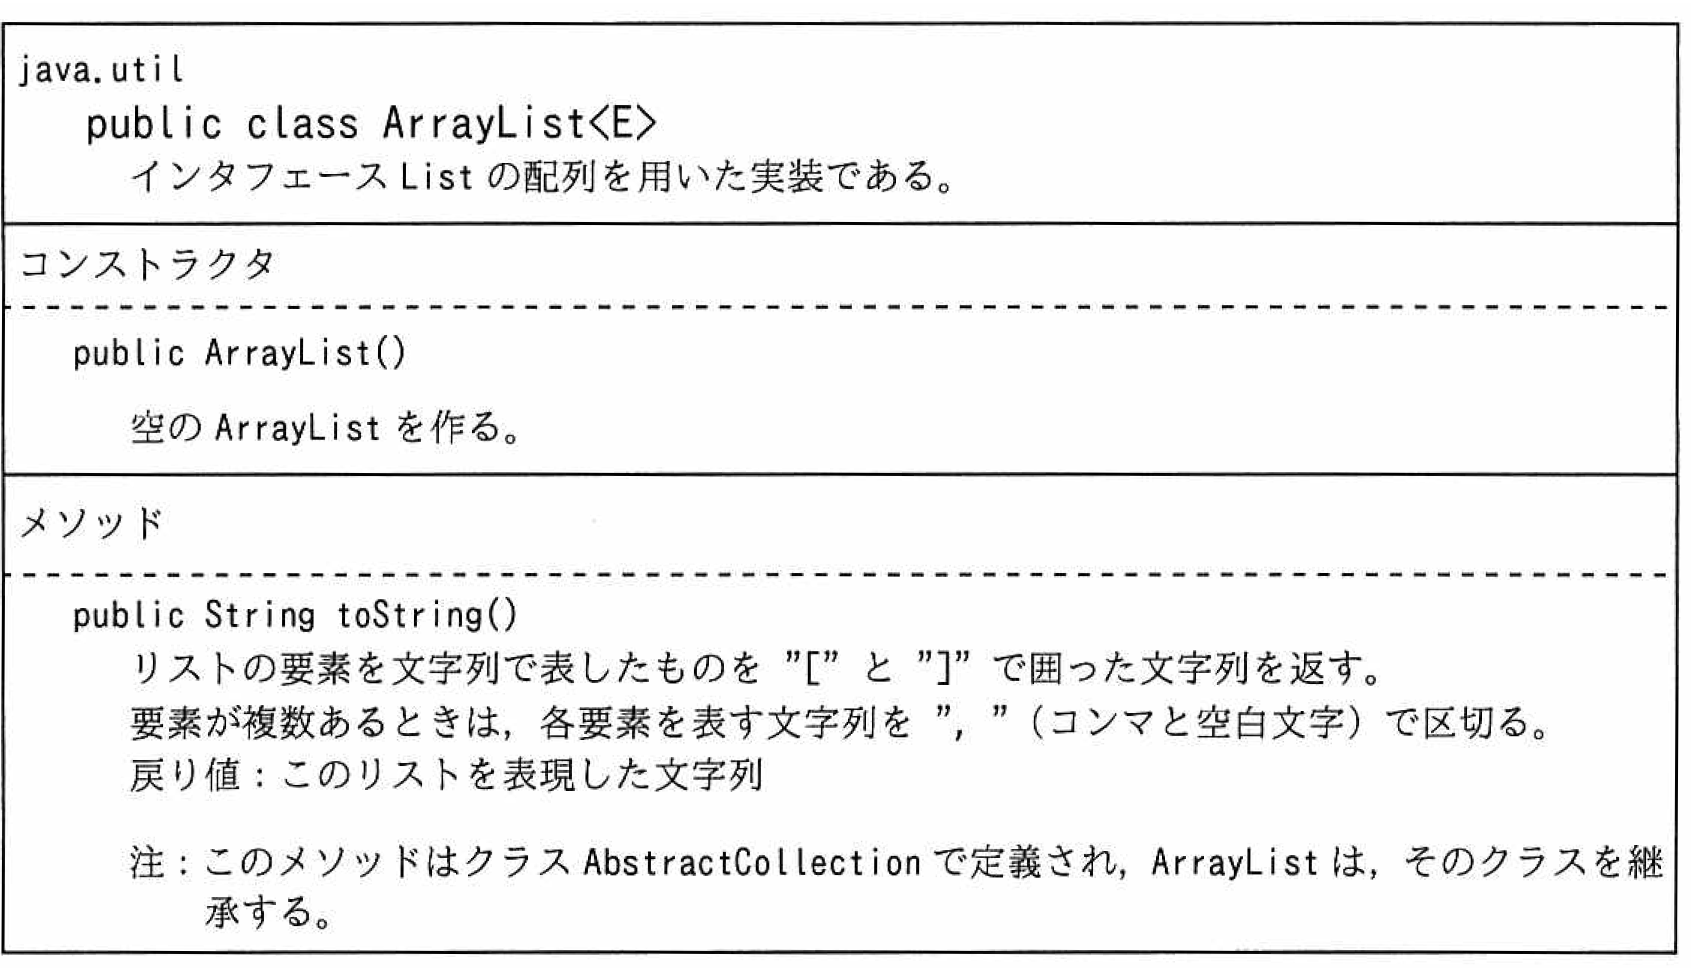 java.util
public class ArrayList<E>
インタフェース List の配列を用いた実装である。
コンストラクタ
public ArrayList()
空の ArrayList を作る。
メソッド
public String toString()
リストの要素を文字列で表したものを ”[” と ”]” で囲った文字列を返す。
要素が複数あるときは，各要素を表す文字列を ”, ”（コンマと空白文字）で区切る。
戻り値：このリストを表現した文字列
注：このメソッドはクラス AbstractCollection で定義され，ArrayList は，そのクラスを継
承する。